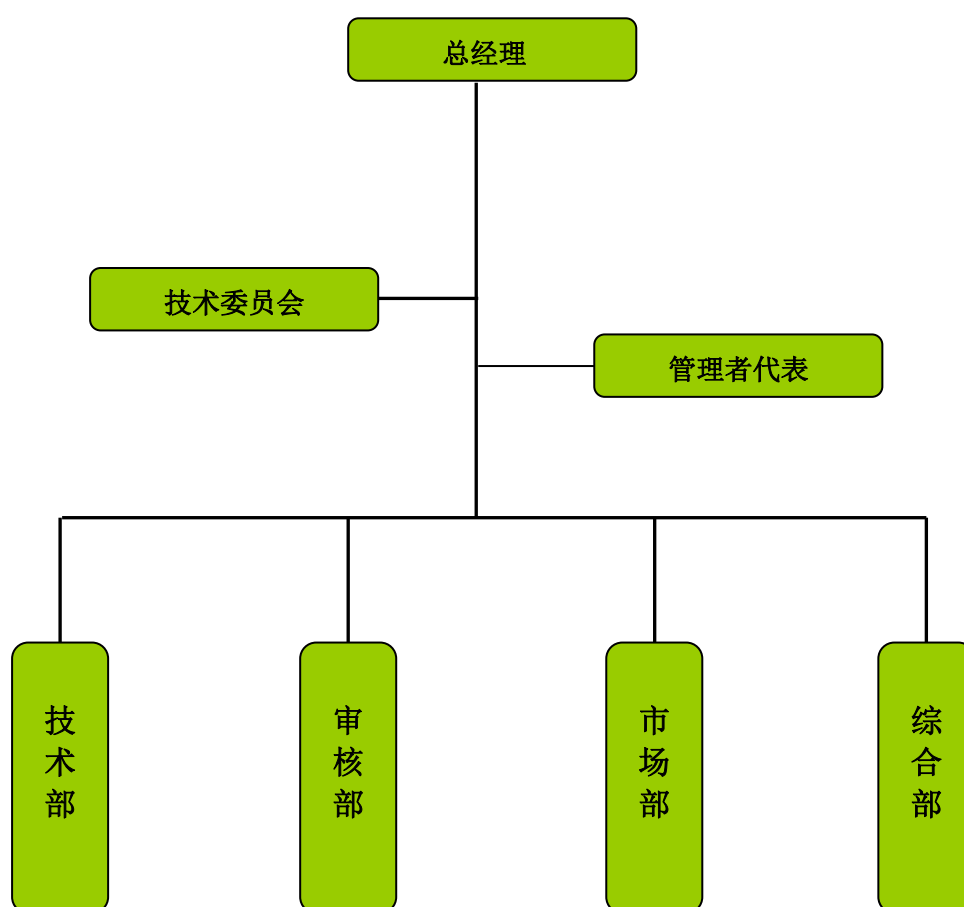 总经理
技术委员会
管理者代表
技术部
审核部
市场部
综合部